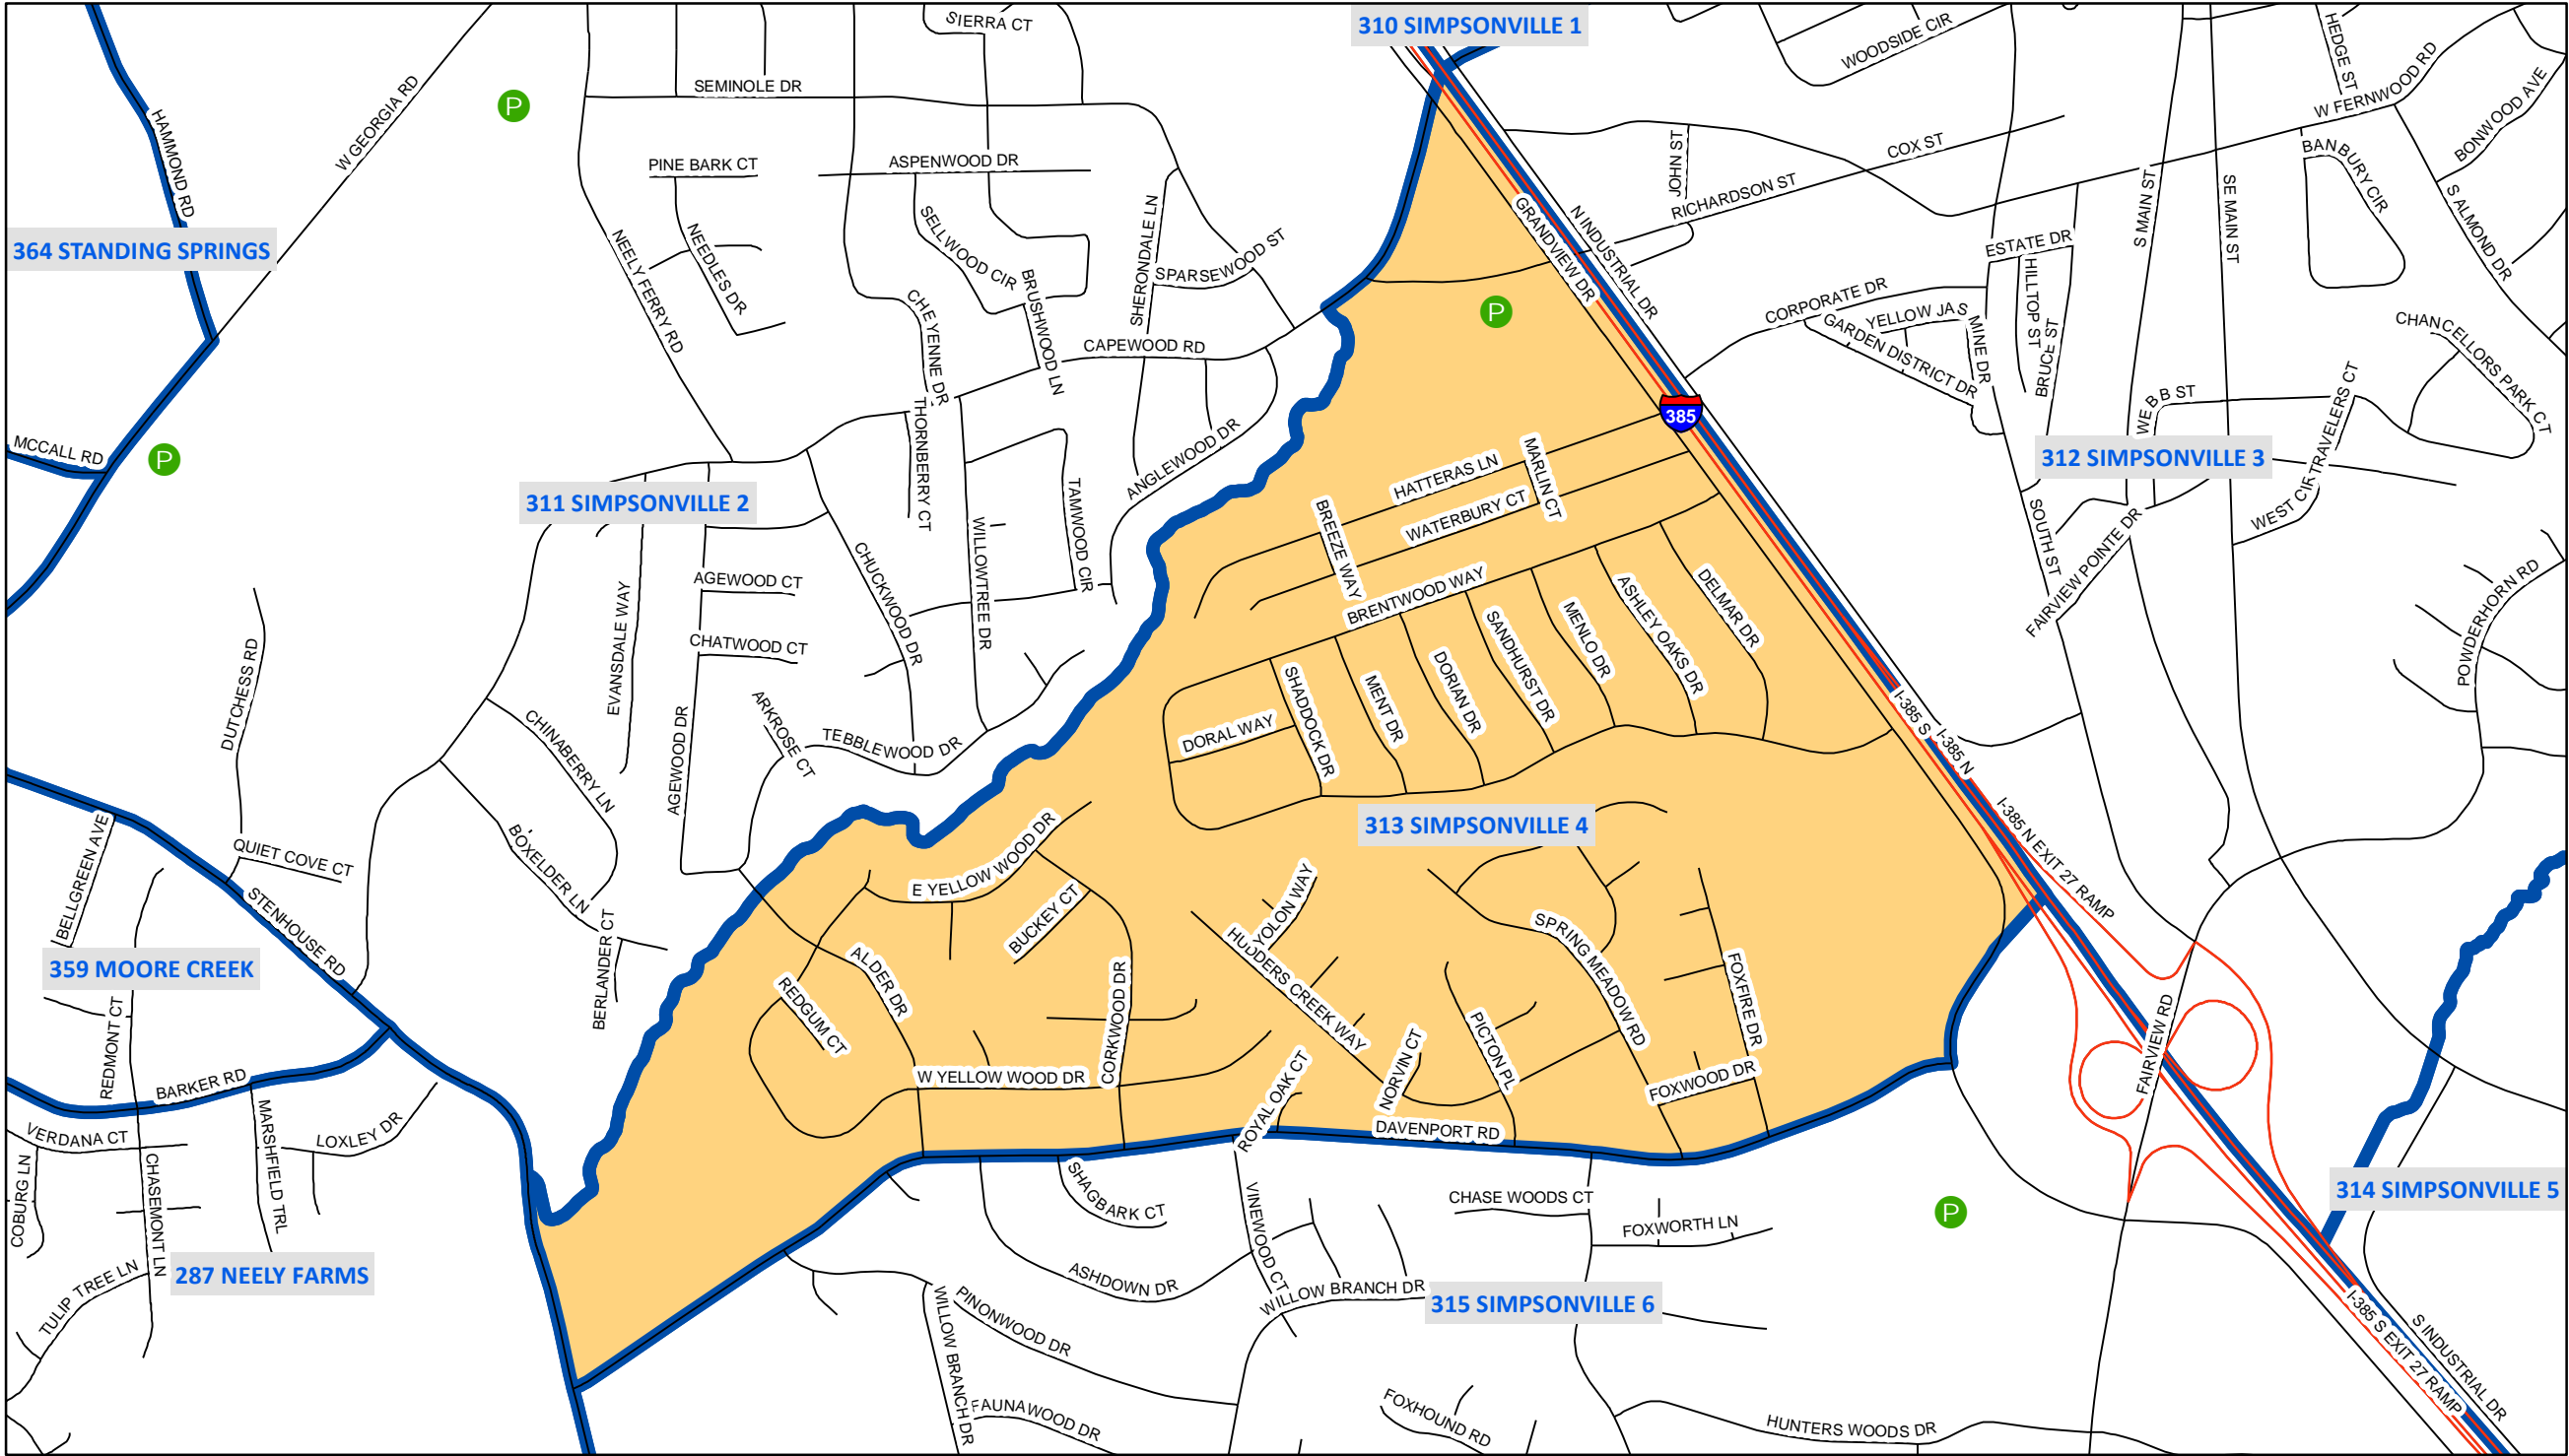 310 SIMPSONVILLE 1
SIERRA CT
WOODSIDE CIR
HEDGE ST
W FERNWOOD RD
BONWOOD AVE
HAMMOND RD
W GEORGIA RD
P
SEMINOLE DR
PINE BARK CT
ASPENWOOD DR
JOHN ST
COX ST
RICHARDSON ST
BANBURY CIR
S MAIN ST
SE MAIN ST
S ALMOND DR
364 STANDING SPRINGS
NEELY FERRY RD
NEEDLES DR
SELLWOOD CIR
BRUSHWOOD LN
SHERONDALE LN
SPARSEWOOD ST
GRANDVIEW DR
N INDUSTRIAL DR
ESTATE DR
HILLTOP ST
BRUCE ST
CORPORATE DR
YELLOW JASMINE DR
GARDEN DISTRICT DR
P
CHEYENNE DR
CAPEWOOD RD
CHANCELLORS PARK CT
385
WEBB ST
WEST CIR
TRAVELERS CT
MCCALL RD
P
THORNBERRY CT
ANGLEWOOD DR
HATTERAS LN
MARLIN CT
312 SIMPSONVILLE 3
311 SIMPSONVILLE 2
TAMWOOD CIR
WILLOWTREE DR
CHUCKWOOD DR
BREEZE WAY
WATERBURY CT
SOUTH ST
FAIRVIEW POINTE DR
POWDERHORN RD
AGEWOOD CT
EVANSDALE WAY
CHATWOOD CT
BRENTWOOD WAY
SANDHURST DR
MENLO DR
ASHLEY OAKS DR
DELMAR DR
DUTCHESS RD
CHINABERRY LN
AGEWOOD DR
ARKROSE CT
TEBBLEWOOD DR
DORAL WAY
SHADDOCK DR
MENT DR
DORIAN DR
I-385 S
I-385 N
I-385 N EXIT 27 RAMP
313 SIMPSONVILLE 4
BELLGREEN AVE
QUIET COVE CT
BOXELDER LN
E YELLOW WOOD DR
BUCKEY CT
YOLON WAY
STENHOUSE RD
359 MOORE CREEK
BERLANDER CT
ALDER DR
REDGUM CT
CORKWOOD DR
HUDDERS CREEK WAY
SPRING MEADOW RD
FOXFIRE DR
REDMONT CT
PICTON PL
NORVIN CT
FAIRVIEW RD
BARKER RD
W YELLOW WOOD DR
FOXWOOD DR
ROYAL OAK CT
DAVENPORT RD
VERDANA CT
COBURG LN
CHASEMONT LN
MARSHFIELD TRL
LOXLEY DR
SHAGBARK CT
VINEWOOD CT
CHASE WOODS CT
FOXWORTH LN
P
314 SIMPSONVILLE 5
287 NEELY FARMS
TULIP TREE LN
ASHDOWN DR
WILLOW BRANCH DR
315 SIMPSONVILLE 6
WILLOW BRANCH DR
PINONWOOD DR
FAUNAWOOD DR
FOXHOUND RD
HUNTERS WOODS DR
I-385 S EXIT 27 RAMP
S INDUSTRIAL DR